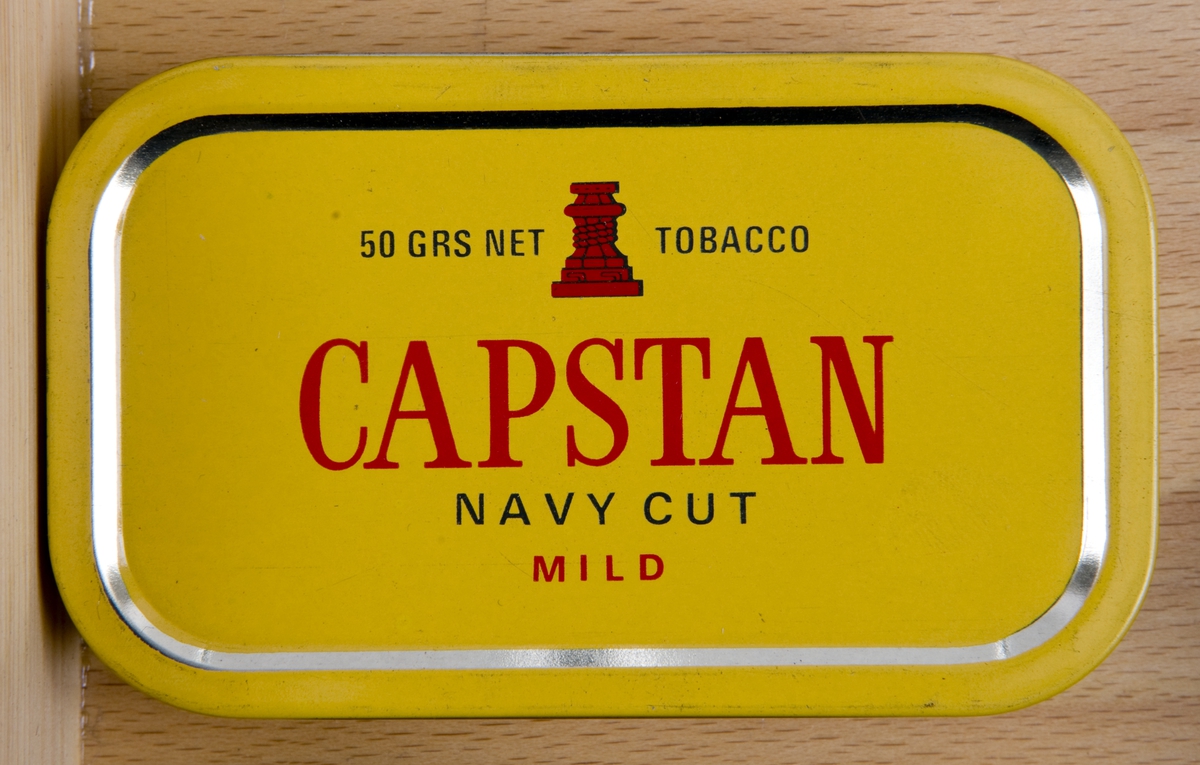 50 GRS NET TOBACCO
CAPSTAN
NAVY CUT
MILD